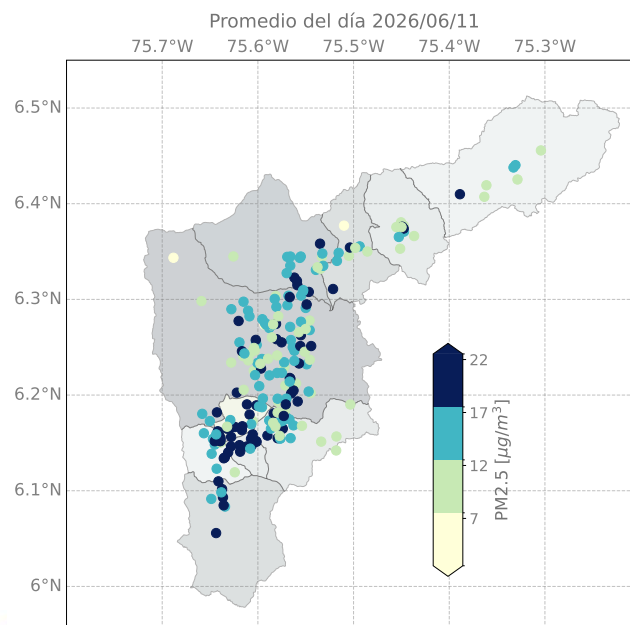 Promedio del día 2026/06/11
75.7°W 75.6°W 75.5°W 75.4°W 75.3°W
6.5°N
6.4°N
6.3°N
6.2°N
6.1°N
6°N
22
17
12
7
PM2.5 [μg/m³]